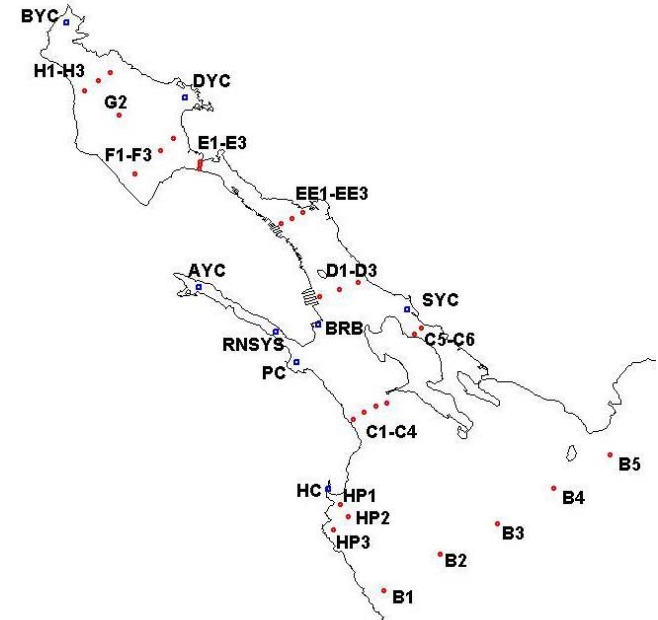 BYC
H1-H3
DYC
G2
E1-E3
F1-F3
EE1-EE3
AYC
D1-D3
SYC
BRB
RNSYS
C5-C6
PC
C1-C4
B5
HC
HP1
B4
HP2
B3
HP3
B2
B1